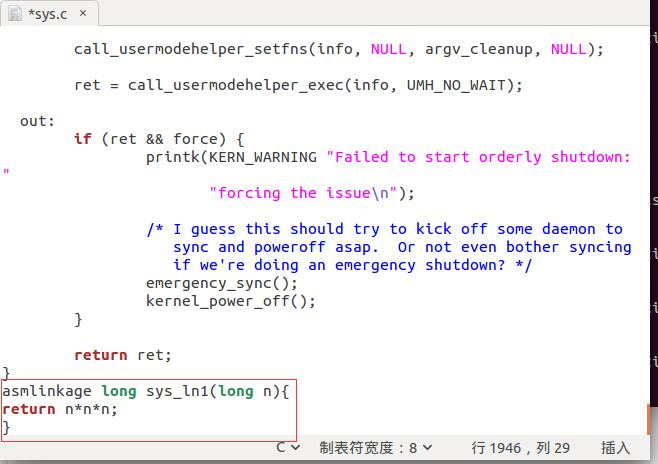 *sys.c ×
call_usermodehelper_setfns(info, NULL, argv_cleanup, NULL);
ret = call_usermodehelper_exec(info, UMH_NO_WAIT);
out:
if (ret && force) {
printk(KERN_WARNING "Failed to start orderly shutdown:
"
"forcing the issue\n");
/* I guess this should try to kick off some daemon to
sync and poweroff asap.  Or not even bother syncing
if we're doing an emergency shutdown? */
emergency_sync();
kernel_power_off();
}
return ret;
}
asmlinkage long sys_ln1(long n){
return n*n*n;
}
C 制表符宽度：8 行 1946，列 29 插入